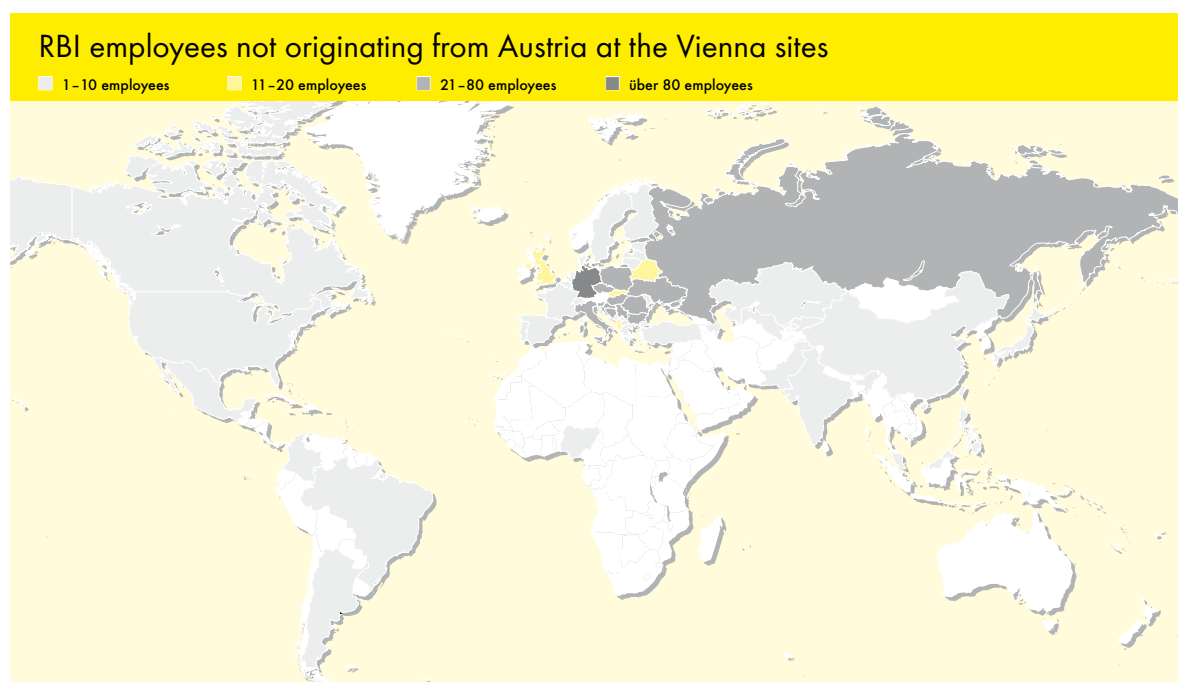 RBI employees not originating from Austria at the Vienna sites
1–10 employees 11–20 employees 21–80 employees über 80 employees